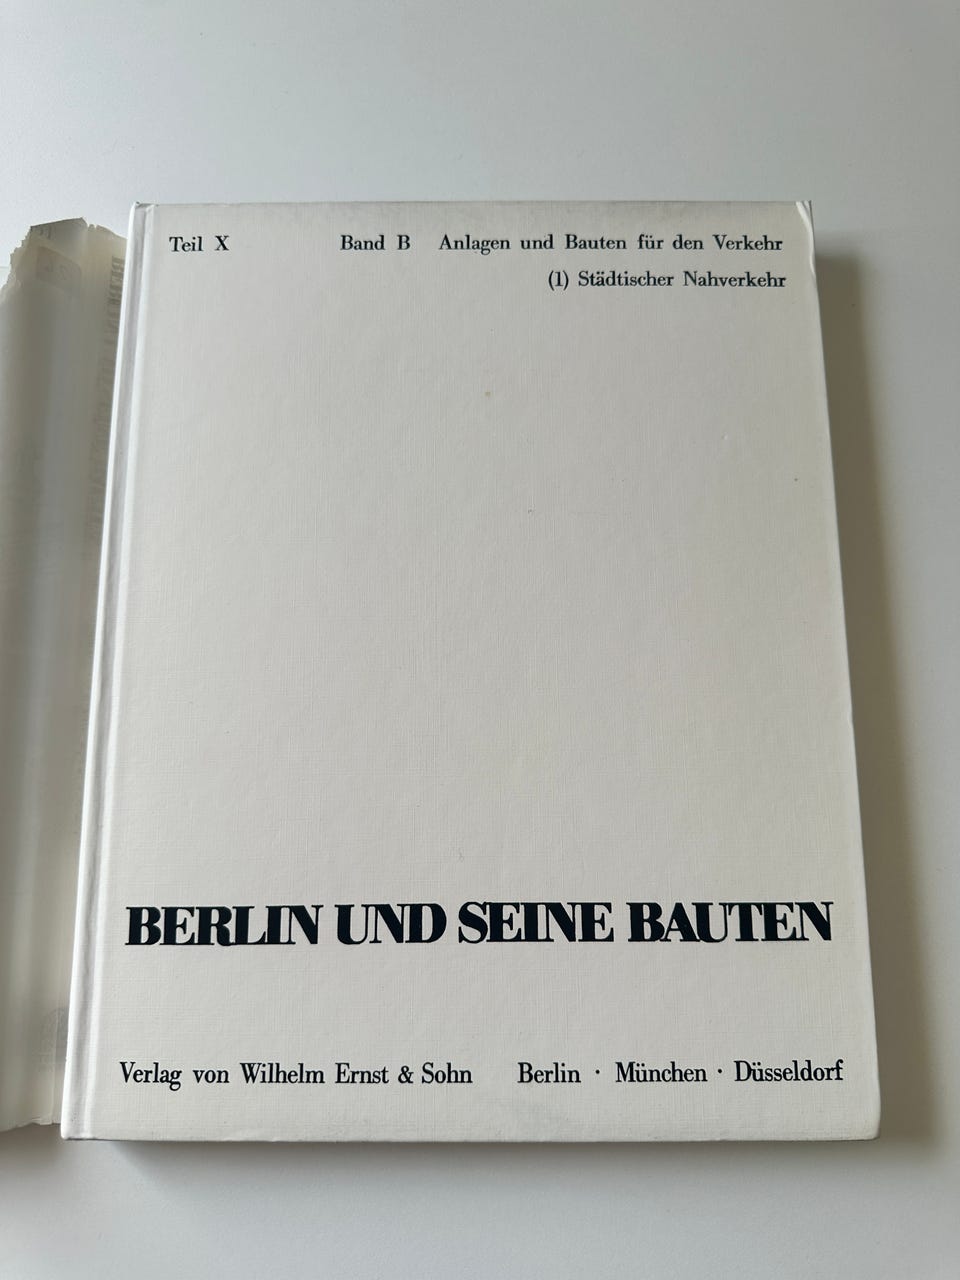 Teil X Band B Anlagen und Bauten für den Verkehr
(1) Städtischer Nahverkehr
BERLIN UND SEINE BAUTEN
Verlag von Wilhelm Ernst & Sohn Berlin · München · Düsseldorf